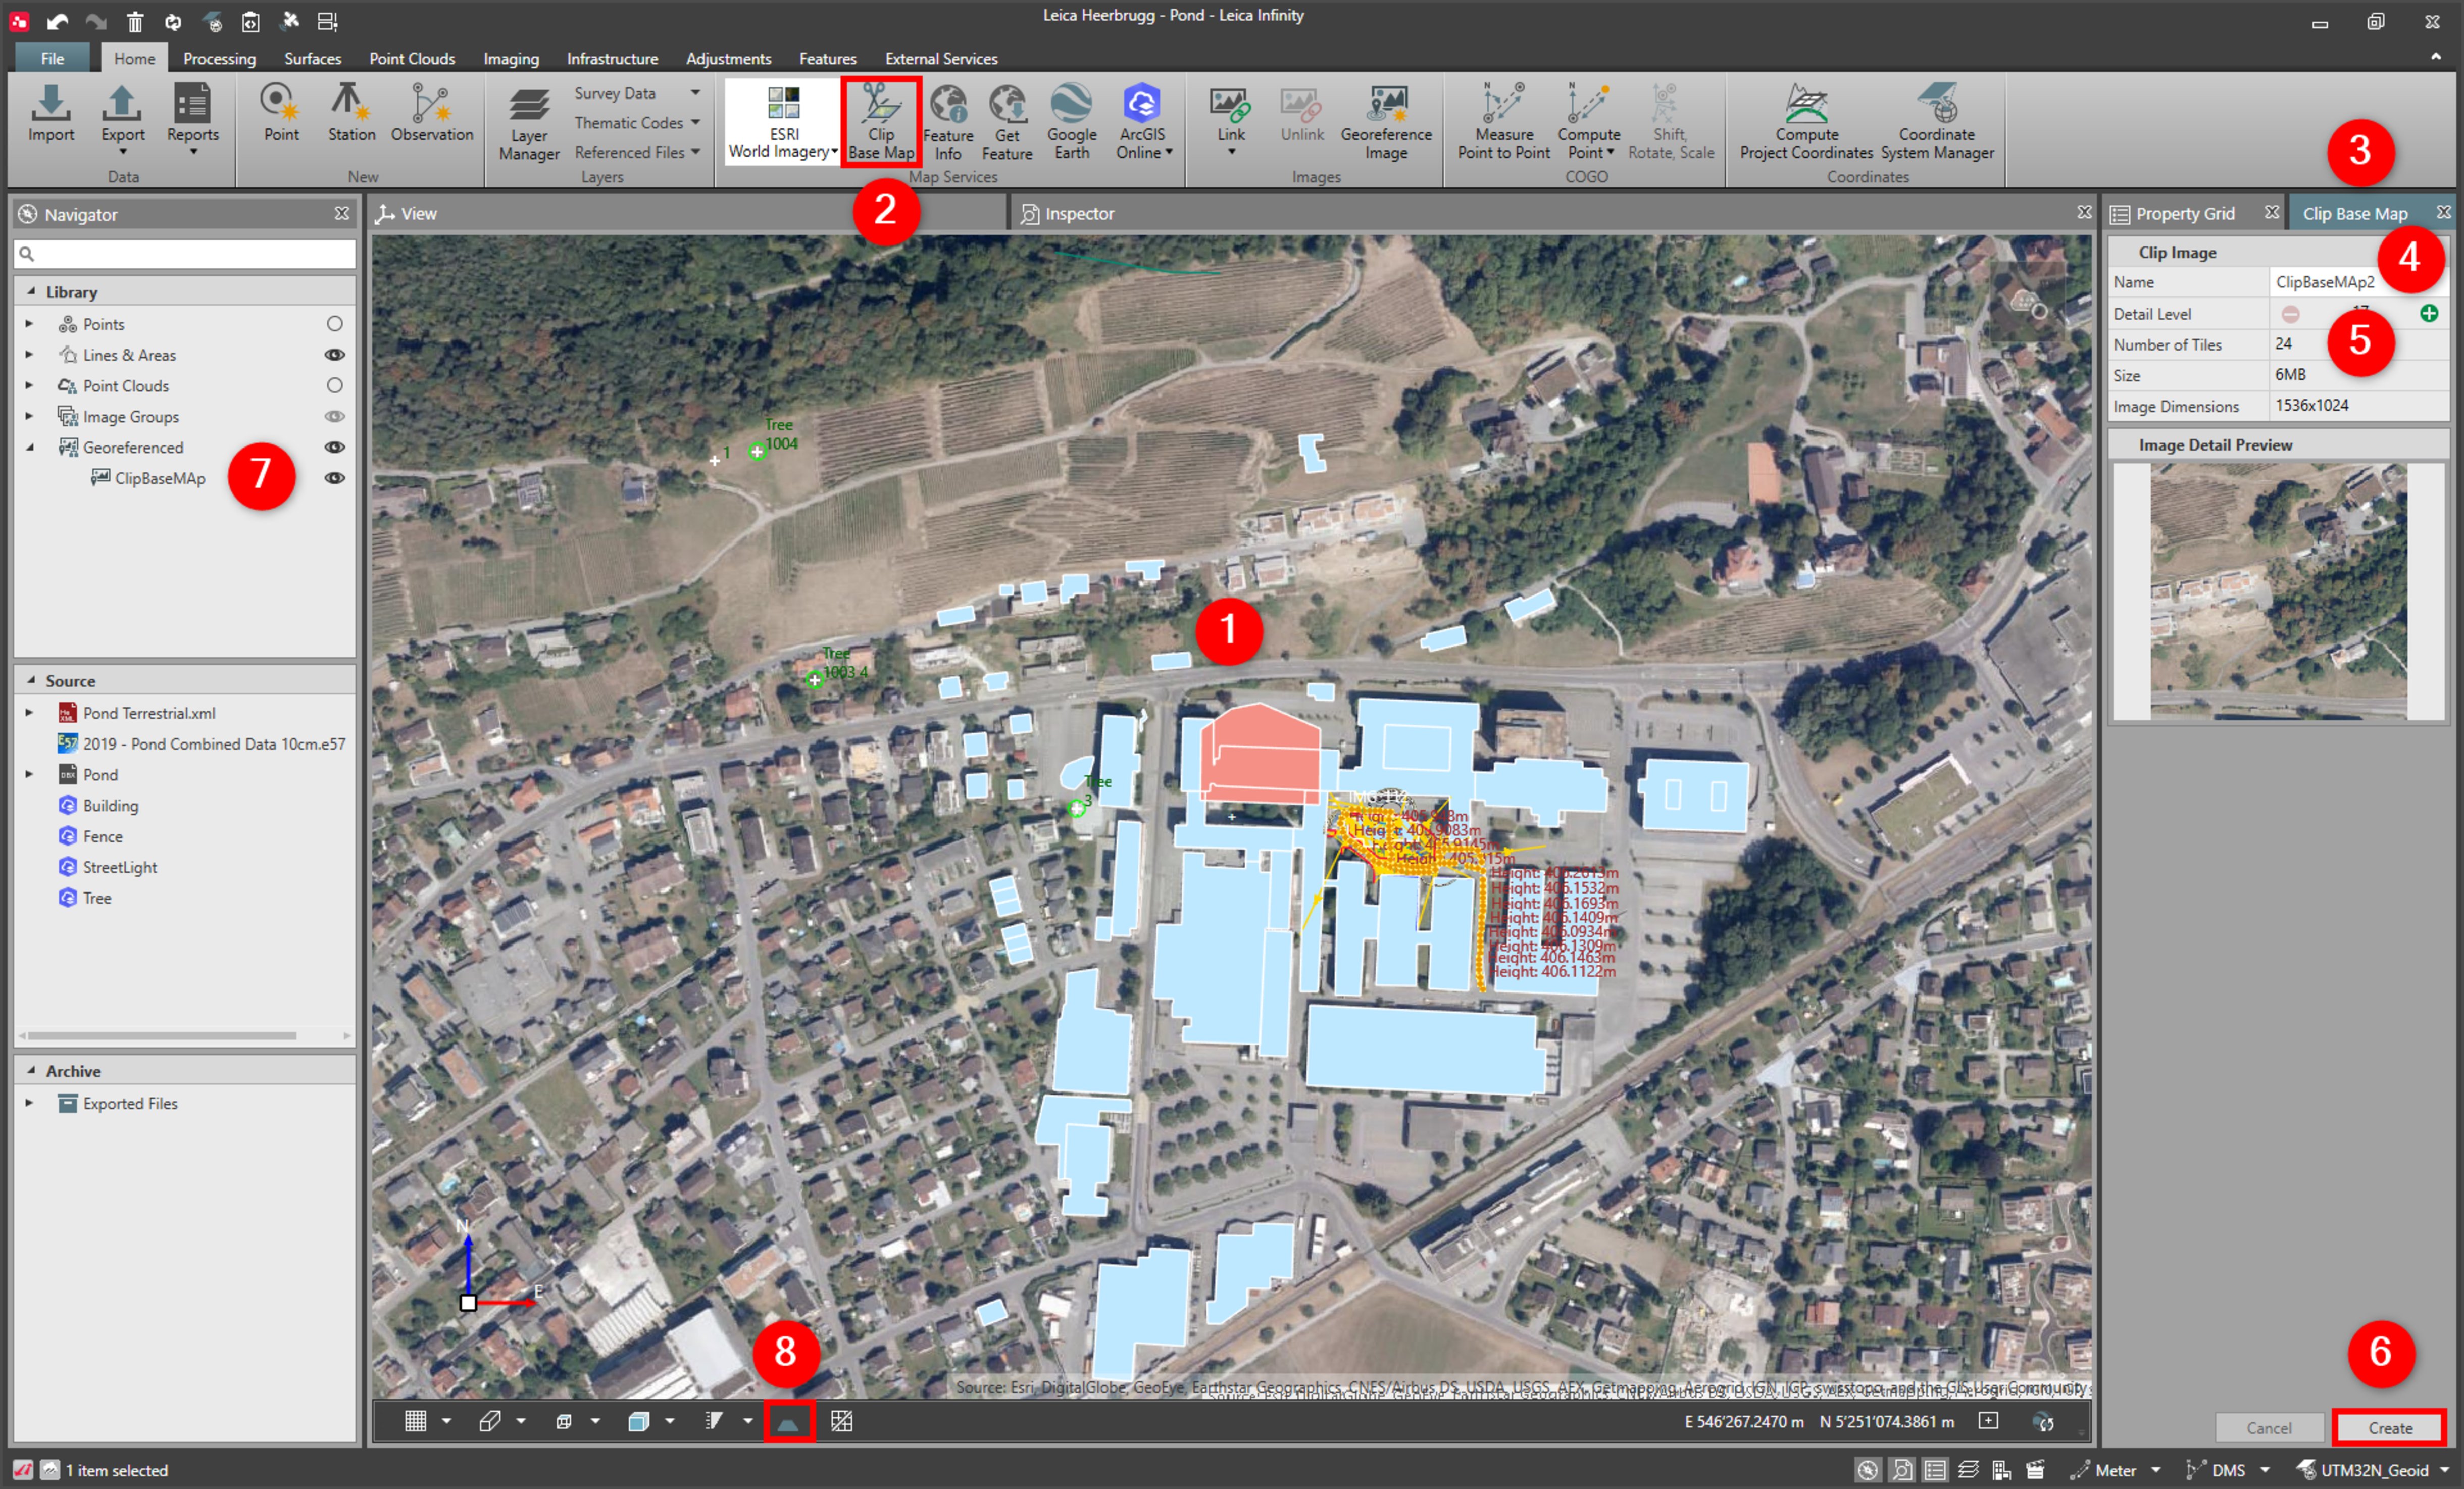 Leica Heerbrugg - Pond - Leica Infinity
File Home Processing Surfaces Point Clouds Imaging Infrastructure Adjustments Features External Services
Import
Export
Reports
Data
Point
Station
Observation
New
Layer
Manager
Survey Data
Thematic Codes
Referenced Files
Layers
ESRI
World Imagery
Clip
Base Map
Feature
Info
Get
Feature
Google
Earth
ArcGIS
Online
Map Services
Link
Unlink
Georeference
Image
Images
Measure
Point to Point
Compute
Point
Shift,
Rotate, Scale
COGO
Compute
Project Coordinates
Coordinate
System Manager
Coordinates
2
3
Navigator
Library
Points
Lines & Areas
Point Clouds
Image Groups
Georeferenced
ClipBaseMAp
7
Source
Pond Terrestrial.xml
2019 - Pond Combined Data 10cm.e57
Pond
Building
Fence
StreetLight
Tree
Archive
Exported Files
View
Inspector
Tree
1004
1
1
Tree
1003 4
Tree
3
Height: 406.1532m
Height: 406.1693m
Height: 406.1409m
Height: 406.0934m
Height: 406.1309m
Height: 406.1463m
Height: 406.1122m
N
E
8
Source: Esri, DigitalGlobe, GeoEye, Earthstar Geographics, CNES/Airbus DS, USDA, USGS, AEX, Getmapping, Aerogrid, IGN, IGP, swisstopo, and the GIS User Community
E 546'267.2470 m N 5'251'074.3861 m
Property Grid
Clip Base Map
Clip Image
4
Name ClipBaseMAp2
Detail Level
Number of Tiles 24
5
Size 6MB
Image Dimensions 1536x1024
Image Detail Preview
6
Cancel
Create
1 item selected
Meter
DMS
UTM32N_Geoid